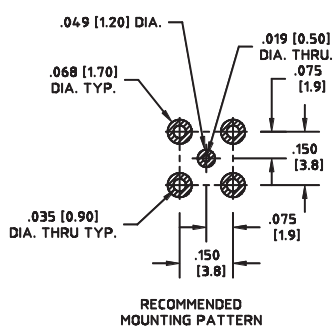 .049 [1.20] DIA.
.019 [0.50]
DIA. THRU.
.068 [1.70]
DIA. TYP.
.075
[1.9]
.150
[3.8]
.035 [0.90]
DIA. THRU TYP.
.075
[1.9]
.150
[3.8]
RECOMMENDED
MOUNTING PATTERN